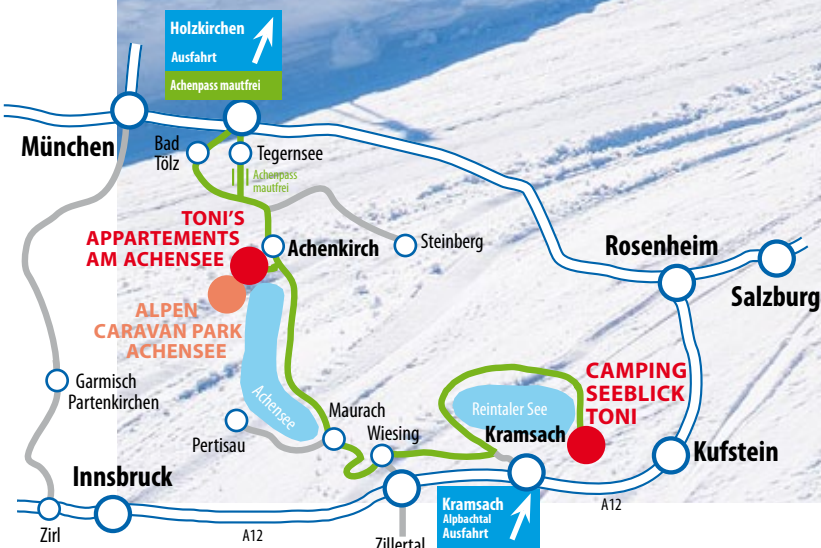 Holzkirchen
Ausfahrt
Achenpass mautfrei
München
Bad
Tölz
Tegernsee
Achenpass
mautfrei
TONI'S
APPARTEMENTS
AM ACHENSEE
Achenkirch
Steinberg
Rosenheim
Salzburg
ALPEN
CARAVAN PARK
ACHENSEE
Garmisch
Partenkirchen
Achensee
Pertisau
Maurach
Wiesing
Reintaler See
Kramsach
CAMPING
SEEBLICK
TONI
Kufstein
Innsbruck
Zirl
A12
Zillertal
Kramsach
Alpbachtal
Ausfahrt
A12